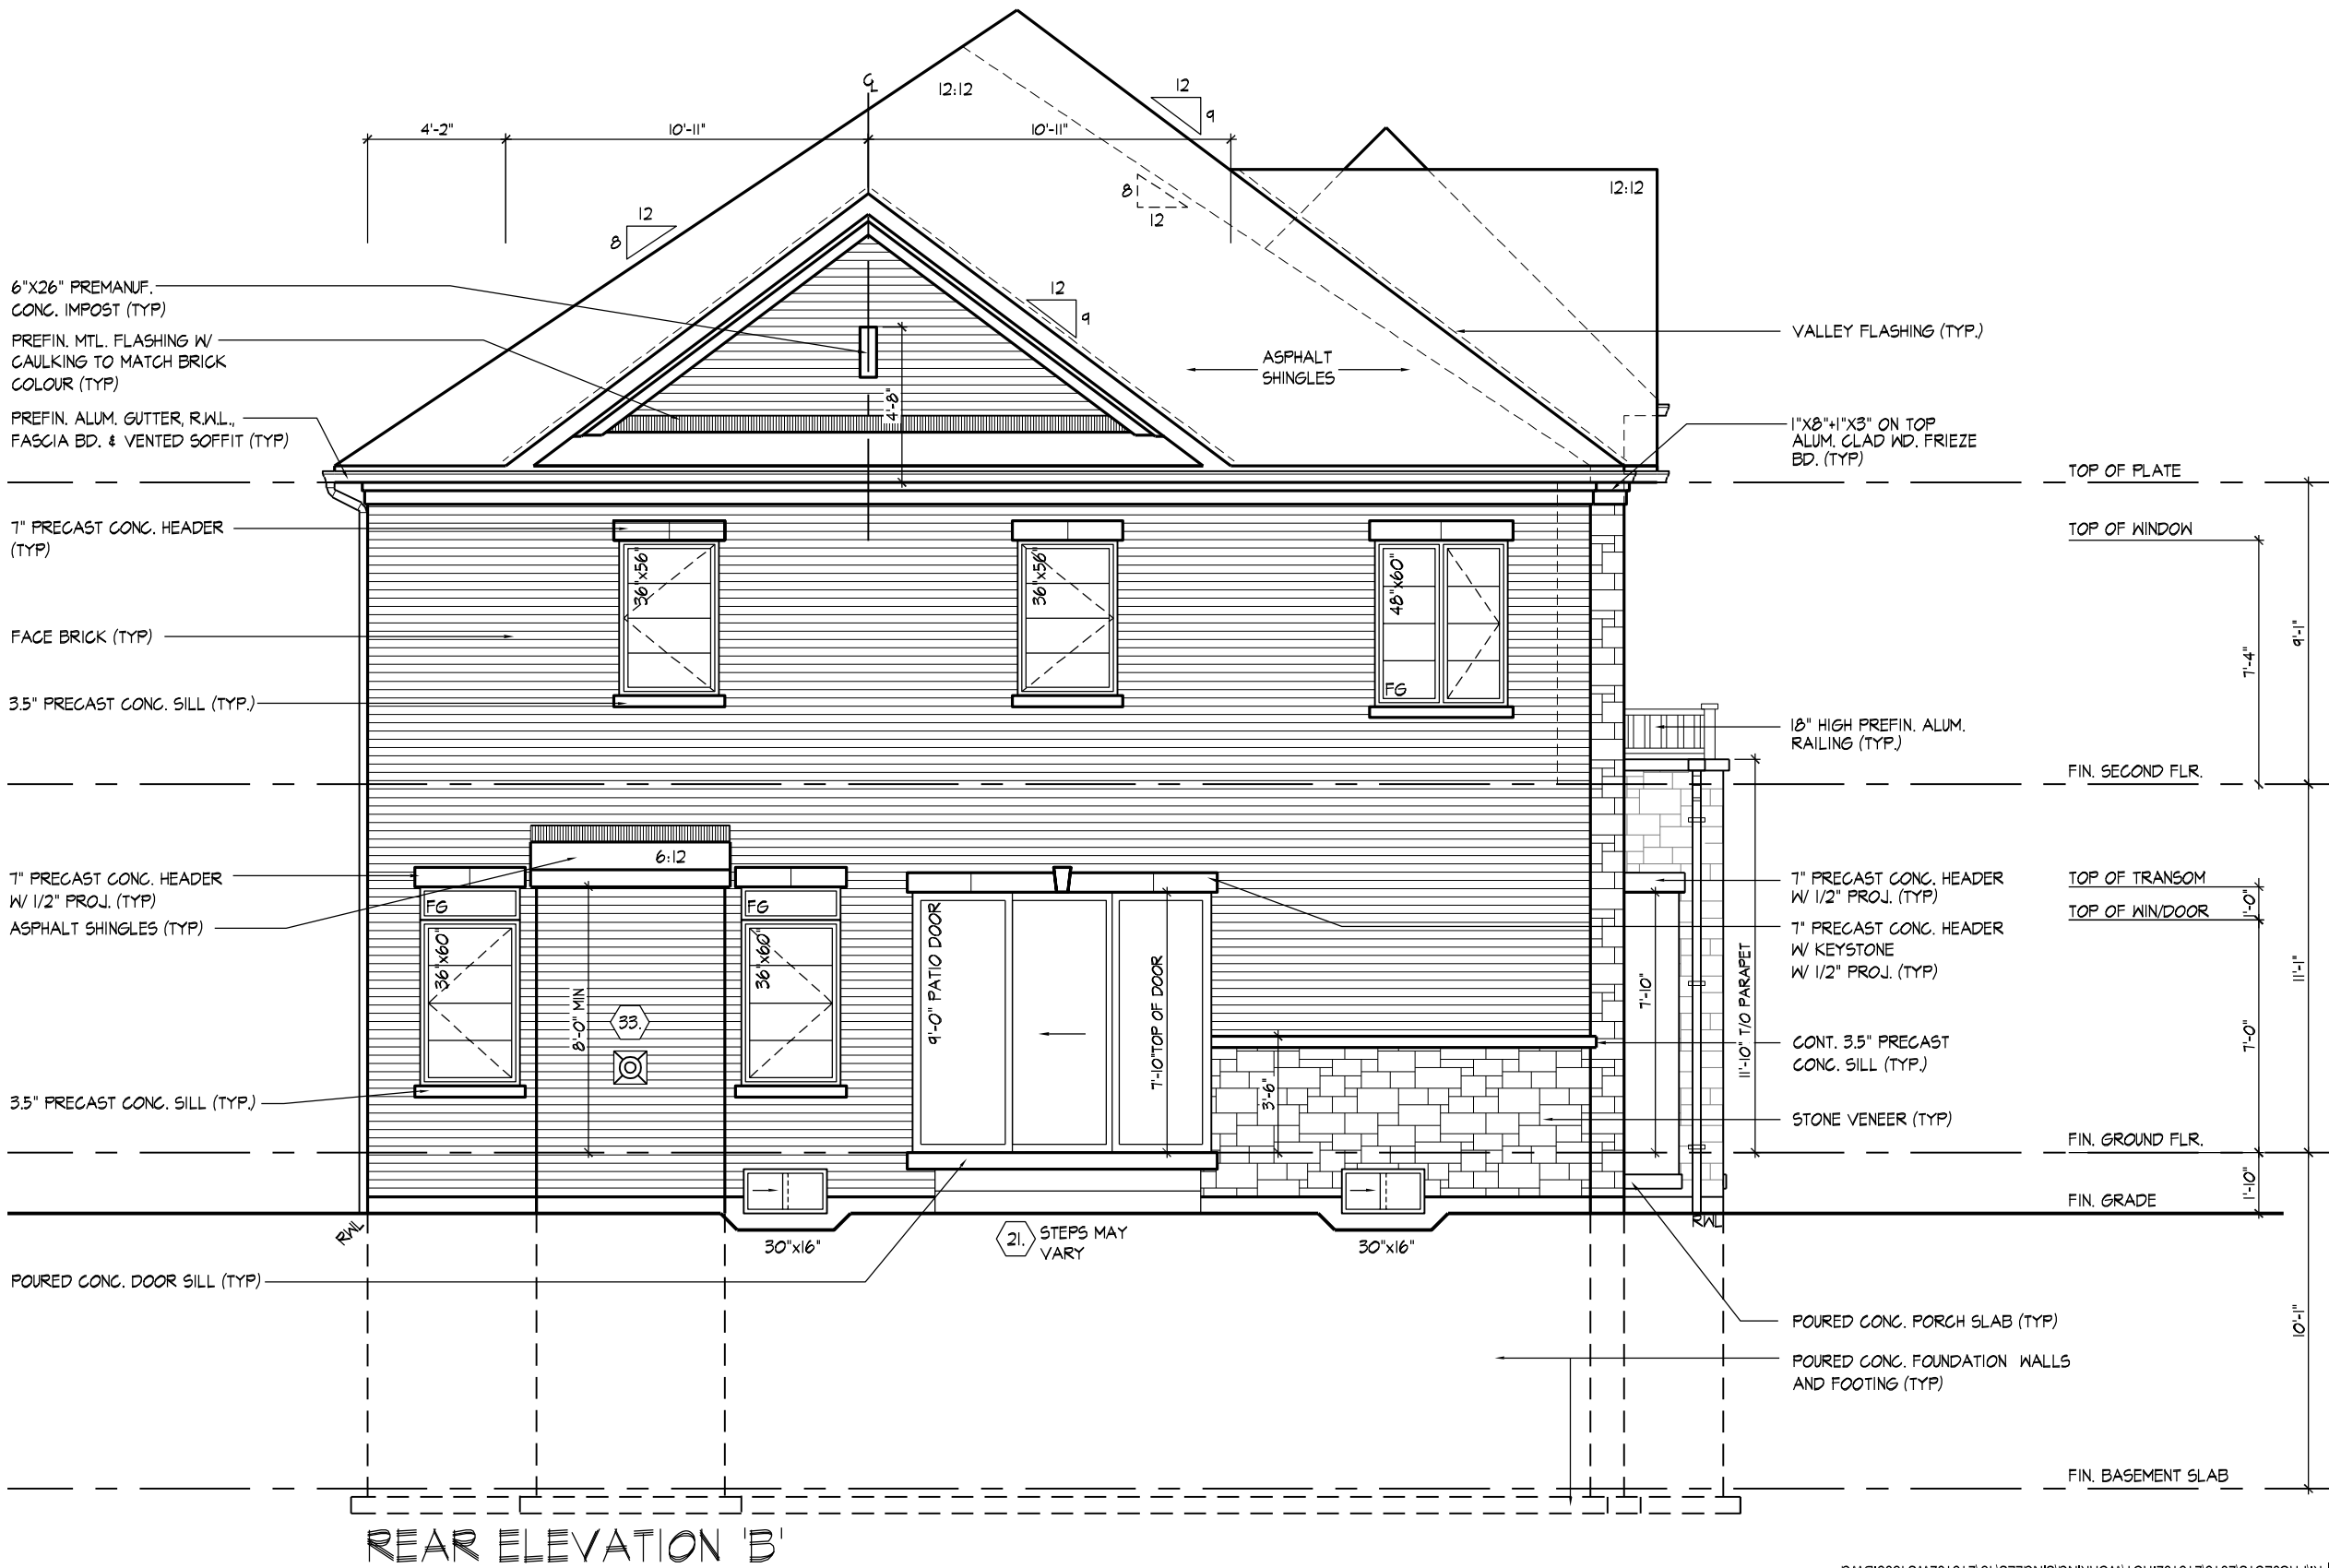 12:12
12
9
4'-2"
10'-11"
10'-11"
12
8
8
12
12:12
12
9
6"X26" PREMANUF.
CONC. IMPOST (TYP)
PREFIN. MTL. FLASHING W/
CAULKING TO MATCH BRICK
COLOUR (TYP)
PREFIN. ALUM. GUTTER, R.W.L.,
FASCIA BD. & VENTED SOFFIT (TYP)
7" PRECAST CONC. HEADER
(TYP)
FACE BRICK (TYP)
3.5" PRECAST CONC. SILL (TYP.)
7" PRECAST CONC. HEADER
W/ 1/2" PROJ. (TYP)
ASPHALT SHINGLES (TYP)
3.5" PRECAST CONC. SILL (TYP.)
POURED CONC. DOOR SILL (TYP)
4'-8"
ASPHALT
SHINGLES
36"x56"
36"x56"
48"x60"
FG
6:12
FG
36"x60"
8'-0" MIN
33.
FG
36"x60"
9'-0" PATIO DOOR
7'-10"TOP OF DOOR
3'-6"
7'-10"
11'-10" T/O PARAPET
RWL
30"x16"
21.
STEPS MAY
VARY
30"x16"
RWL
VALLEY FLASHING (TYP.)
1"X8"+1"X3" ON TOP
ALUM. CLAD WD. FRIEZE
BD. (TYP)
18" HIGH PREFIN. ALUM.
RAILING (TYP.)
7" PRECAST CONC. HEADER
W/ 1/2" PROJ. (TYP)
7" PRECAST CONC. HEADER
W/ KEYSTONE
W/ 1/2" PROJ. (TYP)
CONT. 3.5" PRECAST
CONC. SILL (TYP.)
STONE VENEER (TYP)
POURED CONC. PORCH SLAB (TYP)
POURED CONC. FOUNDATION WALLS
AND FOOTING (TYP)
TOP OF PLATE
TOP OF WINDOW
FIN. SECOND FLR.
TOP OF TRANSOM
TOP OF WIN/DOOR
FIN. GROUND FLR.
FIN. GRADE
FIN. BASEMENT SLAB
7'-4"
9'-1"
1'-0"
7'-0"
11'-1"
1'-10"
10'-1"
REAR ELEVATION 'B'